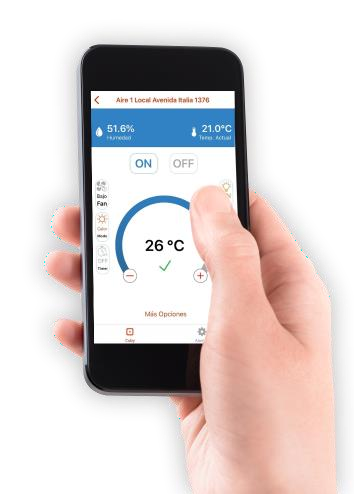 Aire 1 Local Avenida Italia 1376
51.6%
Humedad
21.0°C
Temp. Actual
ON
OFF
Bajo
Fan
Calor
Modo
OFF
Timer
26 °C
Más Opciones
Cuby